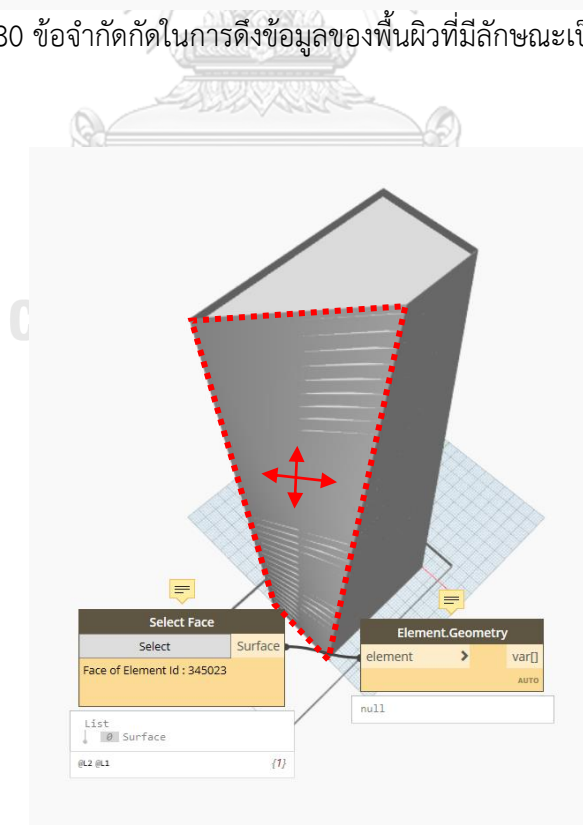 30 ข้อจำกัดกัดในการดึงข้อมูลของพื้นผิวที่มีลักษณะเป็
Select Face
Select
Surface
Face of Element Id : 345023
List
0 Surface
@L2 @L1
{1}
Element.Geometry
element
>
var[]
AUTO
null